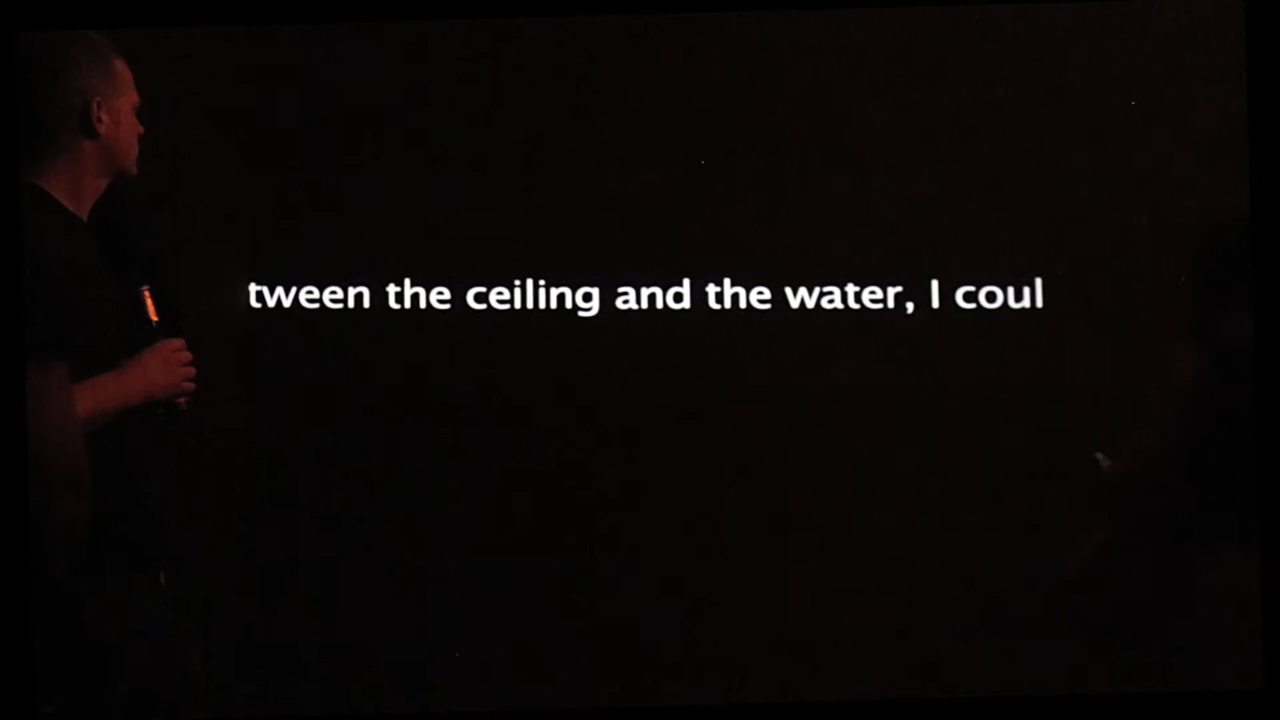 tween the ceiling and the water, I coul